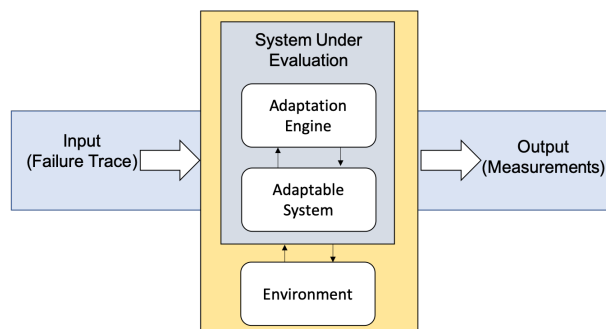 System Under
Evaluation
Adaptation
Engine
Input
(Failure Trace)
Output
(Measurements)
Adaptable
System
Environment